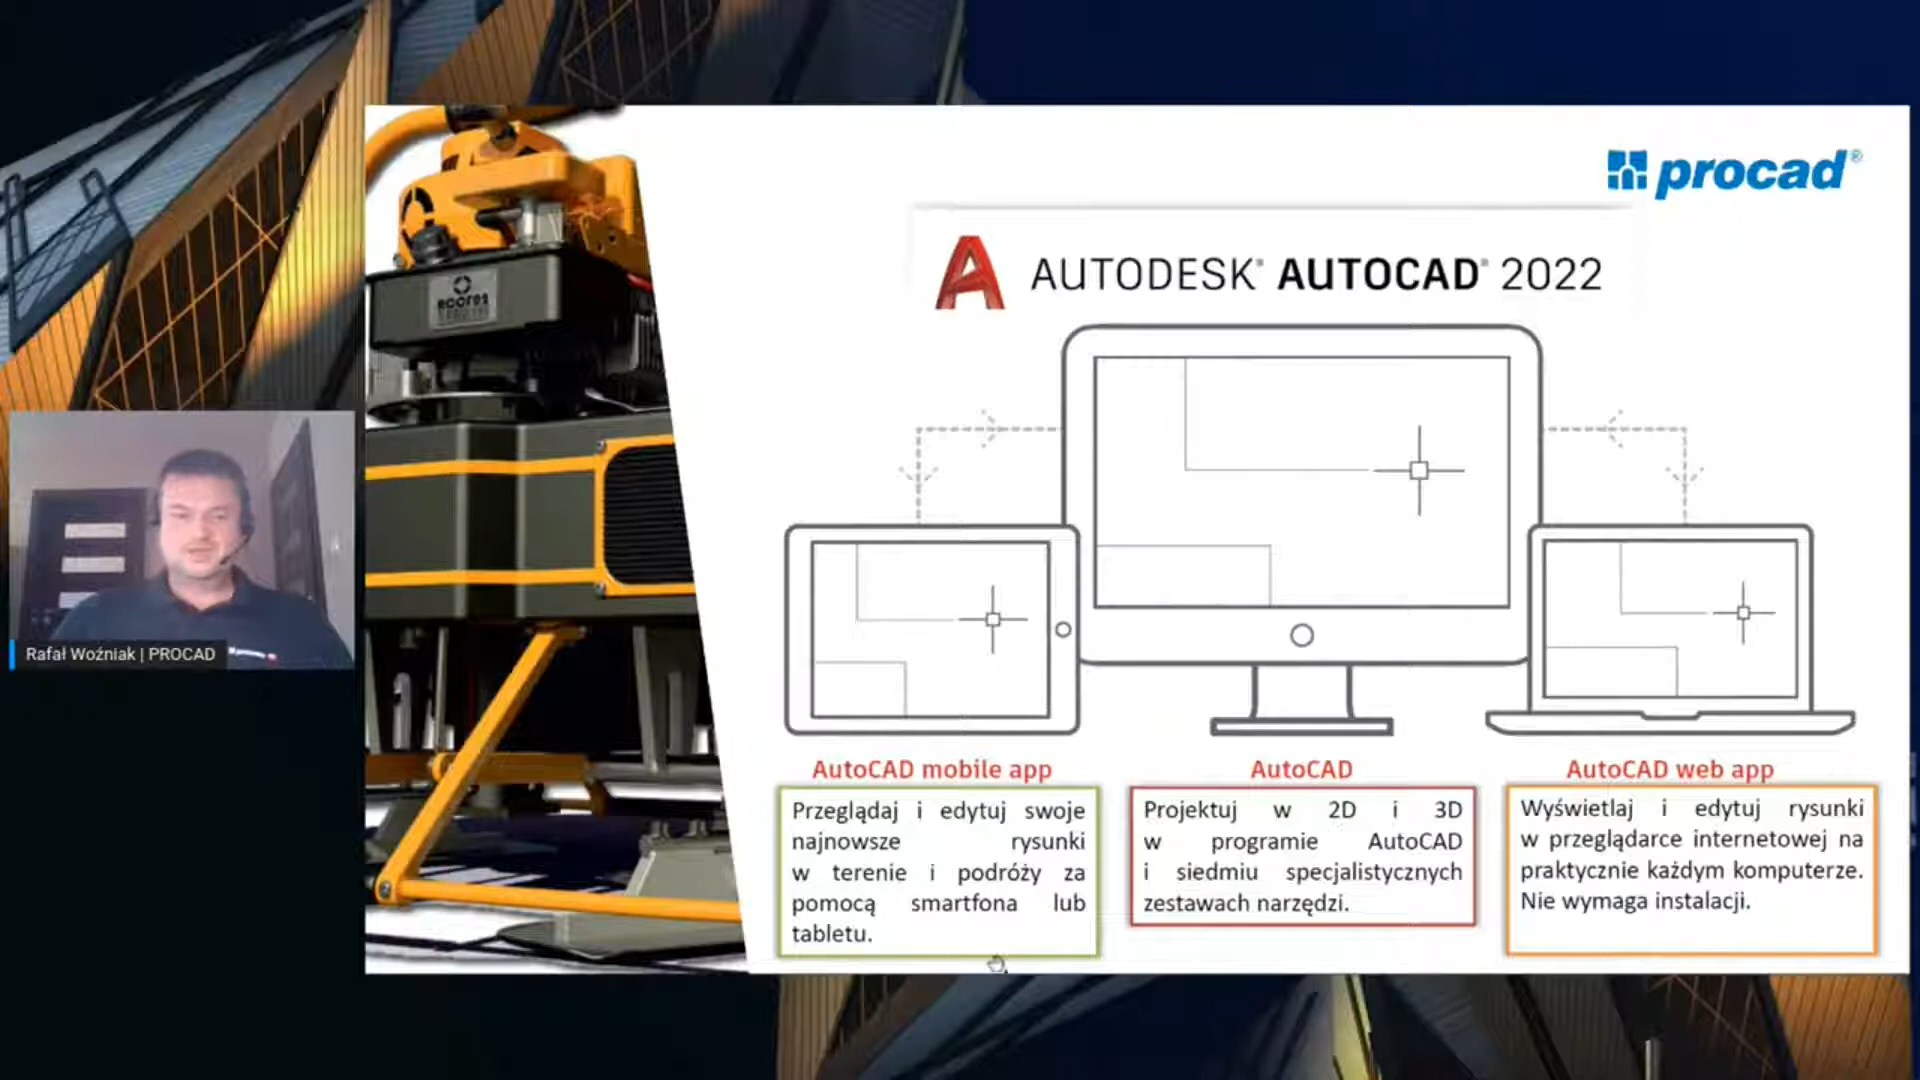 procad®
AUTODESK® AUTOCAD® 2022
AutoCAD mobile app
Przeglądaj i edytuj swoje
najnowsze rysunki
w terenie i podróży za
pomocą smartfona lub
tabletu.
AutoCAD
Projektuj w 2D i 3D
w programie AutoCAD
i siedmiu specjalistycznych
zestawach narzędzi.
AutoCAD web app
Wyświetlaj i edytuj rysunki
w przeglądarce internetowej na
praktycznie każdym komputerze.
Nie wymaga instalacji.
Rafał Woźniak | PROCAD